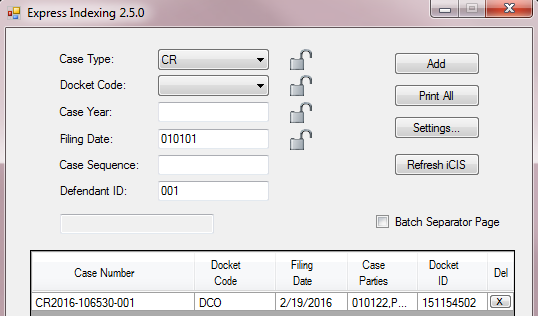 Express Indexing 2.5.0
Case Type: CR
Add
Docket Code:
Print All
Case Year:
Filing Date: 010101
Settings...
Case Sequence:
Refresh iCIS
Defendant ID: 001
Batch Separator Page
Case Number Docket Code Filing Date Case Parties Docket ID Del
CR2016-106530-001 DCO 2/19/2016 010122,P... 151154502 X